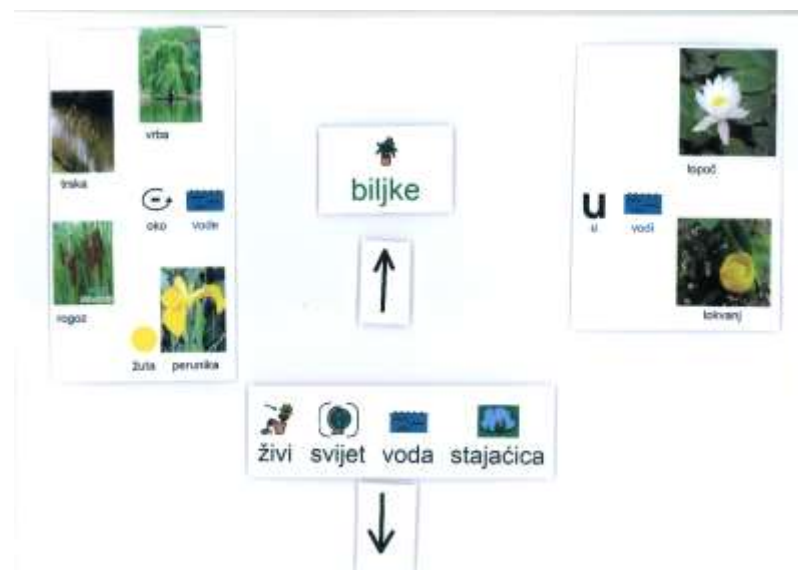 vrba
trska
oko vode
rogoz
žuta perunika
biljke
lopoč
u
u vodi
lokvanj
živi svijet voda stajaćica